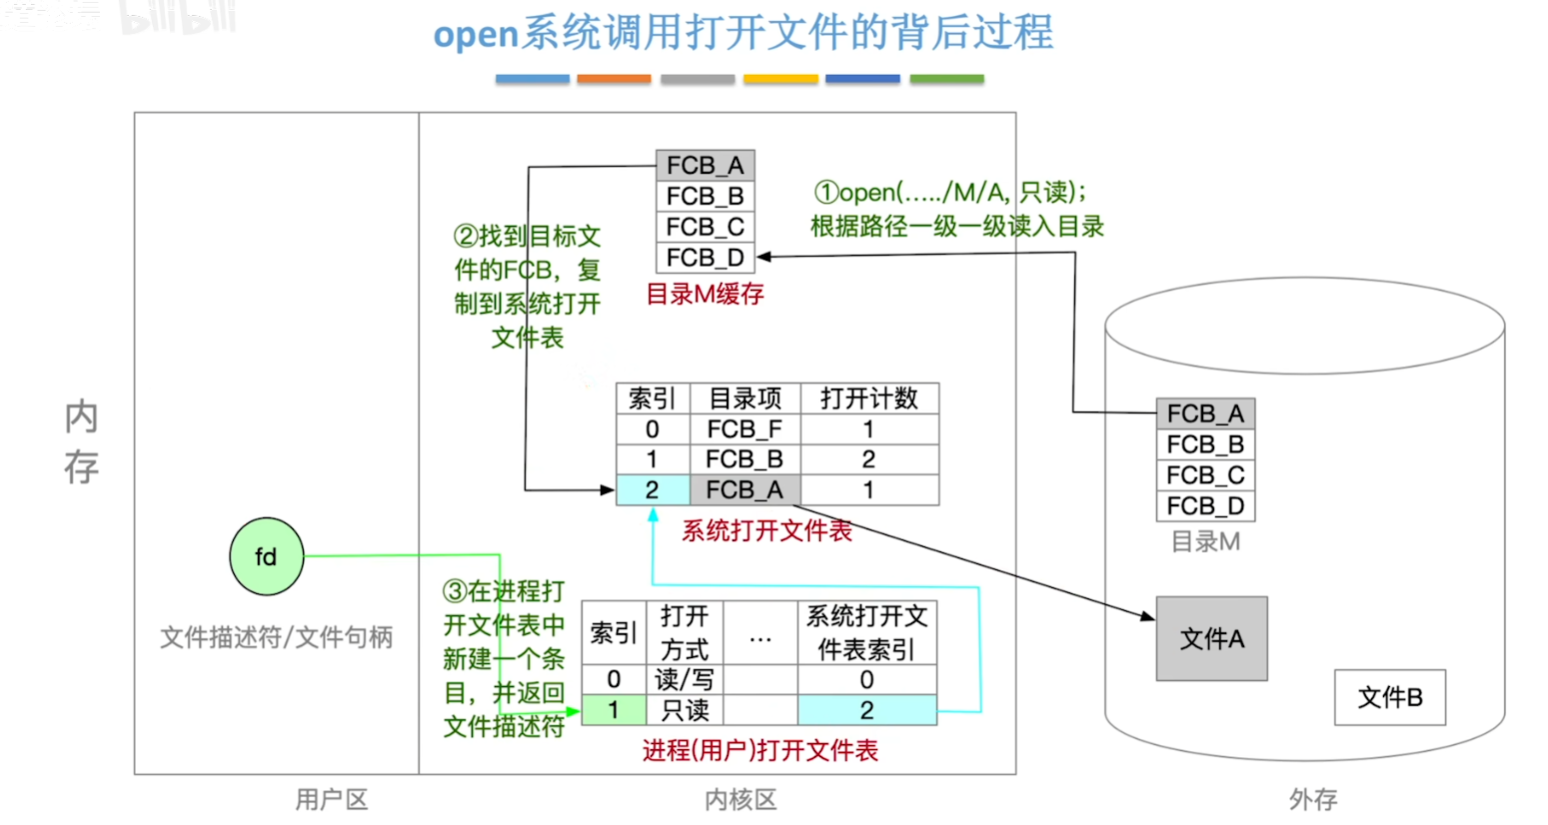 bilibili
open系统调用打开文件的背后过程
FCB_A
FCB_B
FCB_C
FCB_D
目录M缓存
①open(...../M/A, 只读);
根据路径一级一级读入目录
②找到目标文
件的FCB，复
制到系统打开
文件表
内
存
索引 目录项 打开计数
0 FCB_F 1
1 FCB_B 2
2 FCB_A 1
系统打开文件表
FCB_A
FCB_B
FCB_C
FCB_D
目录M
fd
文件描述符/文件句柄
③在进程打
开文件表中
新建一个条
目，并返回
文件描述符
索引 打开 ... 系统打开文
方式 件表索引
0 读/写 0
1 只读 2
进程(用户)打开文件表
文件A
文件B
用户区
内核区
外存